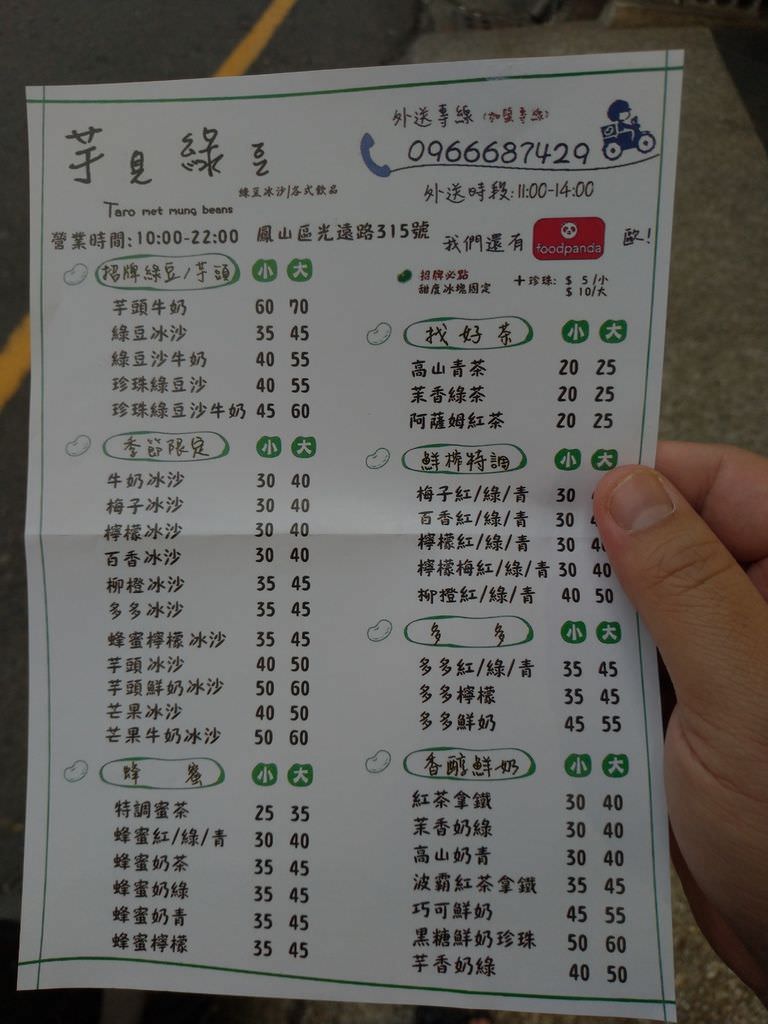 芋見綠豆
綠豆冰沙/各式飲品
Taro met mung beans
外送專線(加盟專線)
0966687429
外送時段:11:00-14:00
營業時間:10:00-22:00 鳳山區光遠路315號
我們還有 foodpanda 歐!
招牌綠豆/芋頭 小 大
芋頭牛奶 60 70
綠豆冰沙 35 45
綠豆沙牛奶 40 55
珍珠綠豆沙 40 55
珍珠綠豆沙牛奶 45 60
季節限定 小 大
牛奶冰沙 30 40
梅子冰沙 30 40
檸檬冰沙 30 40
百香冰沙 30 40
柳橙冰沙 35 45
多多冰沙 35 45
蜂蜜檸檬冰沙 35 45
芋頭冰沙 40 50
芋頭鮮奶冰沙 50 60
芒果冰沙 40 50
芒果牛奶冰沙 50 60
蜂蜜 小 大
特調蜜茶 25 35
蜂蜜紅/綠/青 30 40
蜂蜜奶茶 35 45
蜂蜜奶綠 35 45
蜂蜜奶青 35 45
蜂蜜檸檬 35 45
招牌必點
甜度冰塊固定
+珍珠: $ 5/小
$ 10/大
找好茶 小 大
高山青茶 20 25
茉香綠茶 20 25
阿薩姆紅茶 20 25
鮮榨特調 小 大
梅子紅/綠/青 30
百香紅/綠/青 30
檸檬紅/綠/青 30 40
檸檬梅紅/綠/青 30 40
柳橙紅/綠/青 40 50
多多 小 大
多多紅/綠/青 35 45
多多檸檬 35 45
多多鮮奶 45 55
香醇鮮奶 小 大
紅茶拿鐵 30 40
茉香奶綠 30 40
高山奶青 30 40
波霸紅茶拿鐵 35 45
巧可鮮奶 45 55
黑糖鮮奶珍珠 50 60
芋香奶綠 40 50